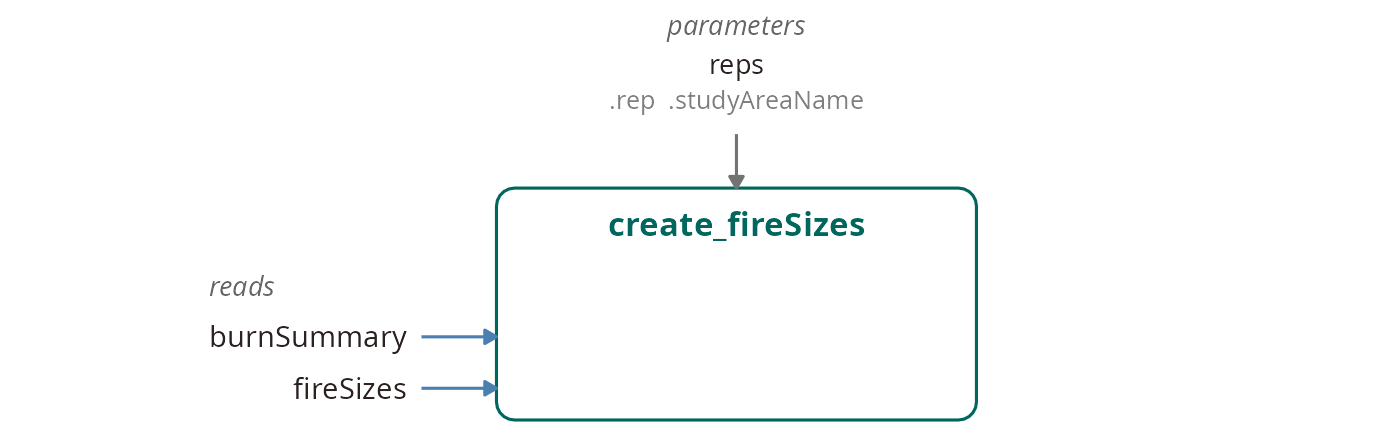 parameters
reps
.rep .studyAreaName
create_fireSizes
reads
burnSummary
fireSizes